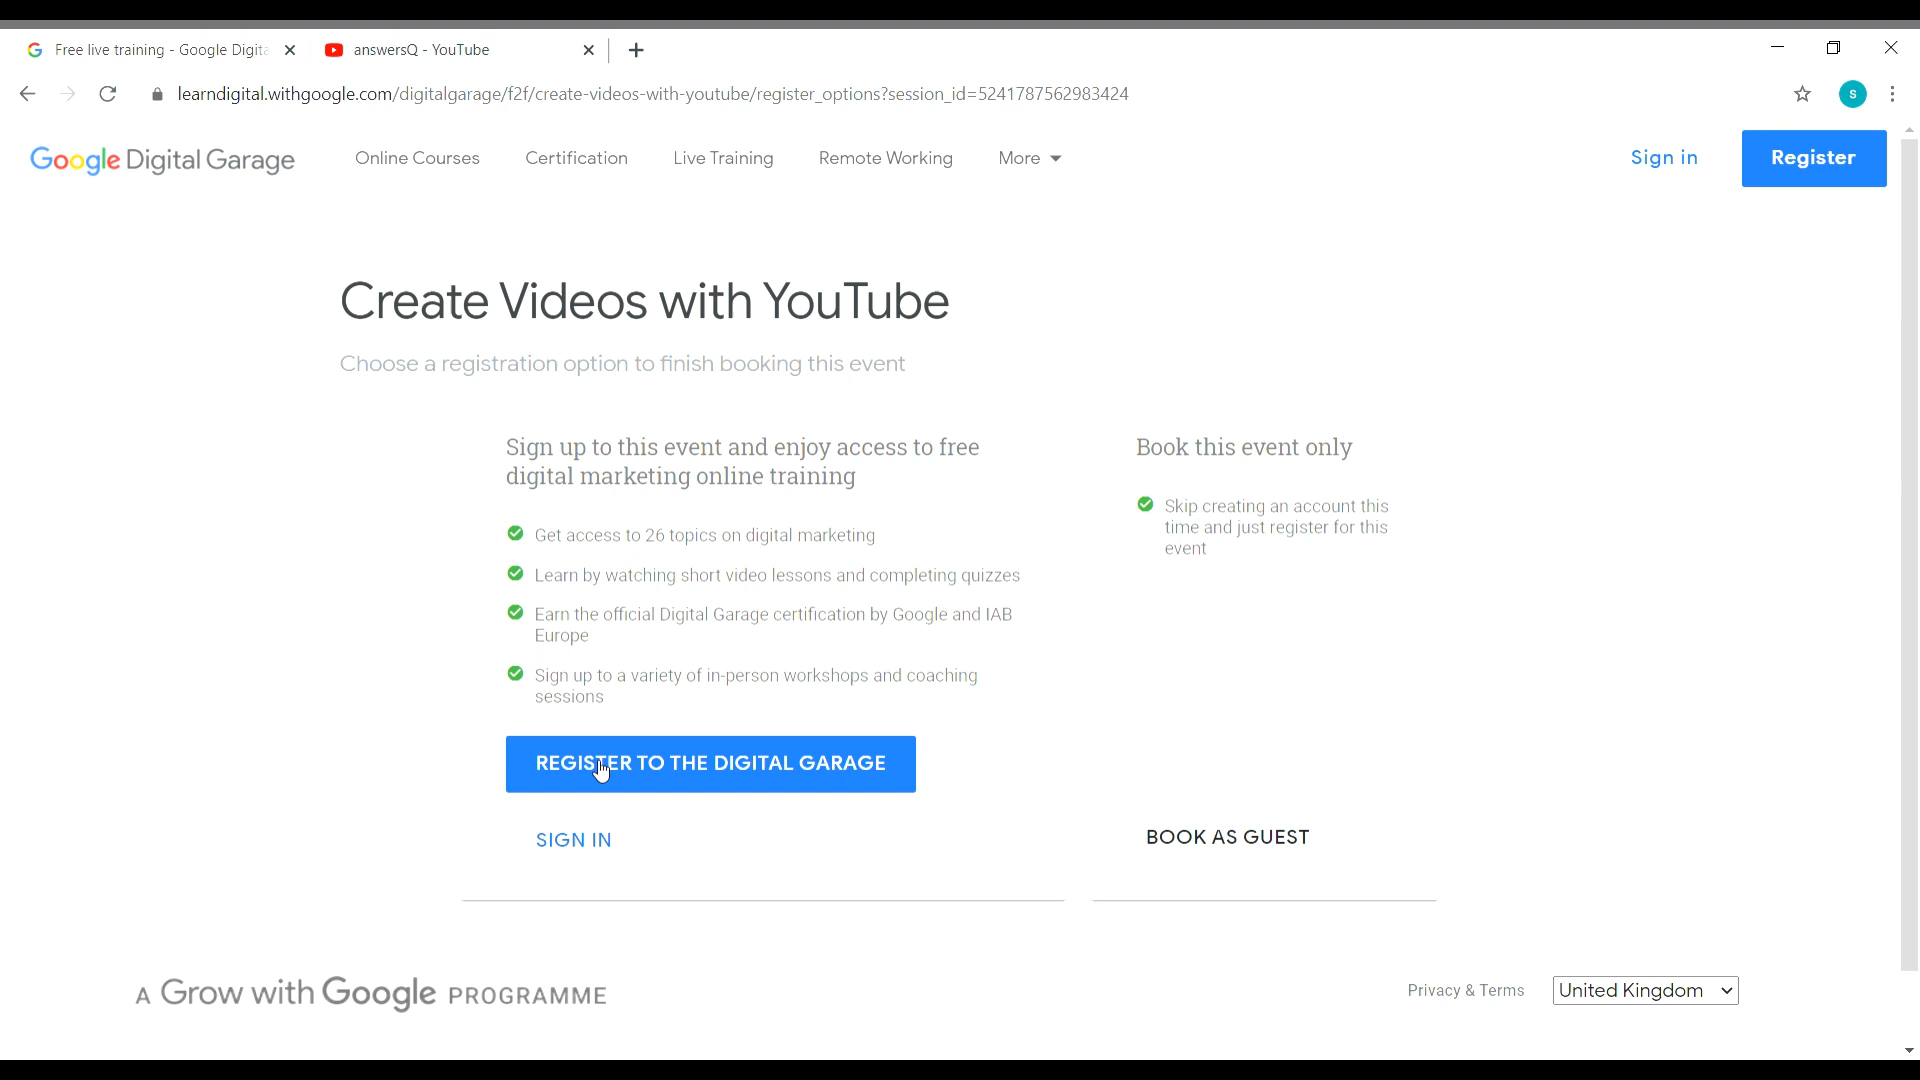 Free live training - Google Digita
answersQ - YouTube
learndigital.withgoogle.com/digitalgarage/f2f/create-videos-with-youtube/register_options?session_id=5241787562983424
S
Google Digital Garage
Online Courses
Certification
Live Training
Remote Working
More
Sign in
Register
Create Videos with YouTube
Choose a registration option to finish booking this event
Sign up to this event and enjoy access to free
digital marketing online training
Get access to 26 topics on digital marketing
Learn by watching short video lessons and completing quizzes
Earn the official Digital Garage certification by Google and IAB
Europe
Sign up to a variety of in-person workshops and coaching
sessions
REGISTER TO THE DIGITAL GARAGE
SIGN IN
Book this event only
Skip creating an account this
time and just register for this
event
BOOK AS GUEST
A Grow with Google PROGRAMME
Privacy & Terms
United Kingdom